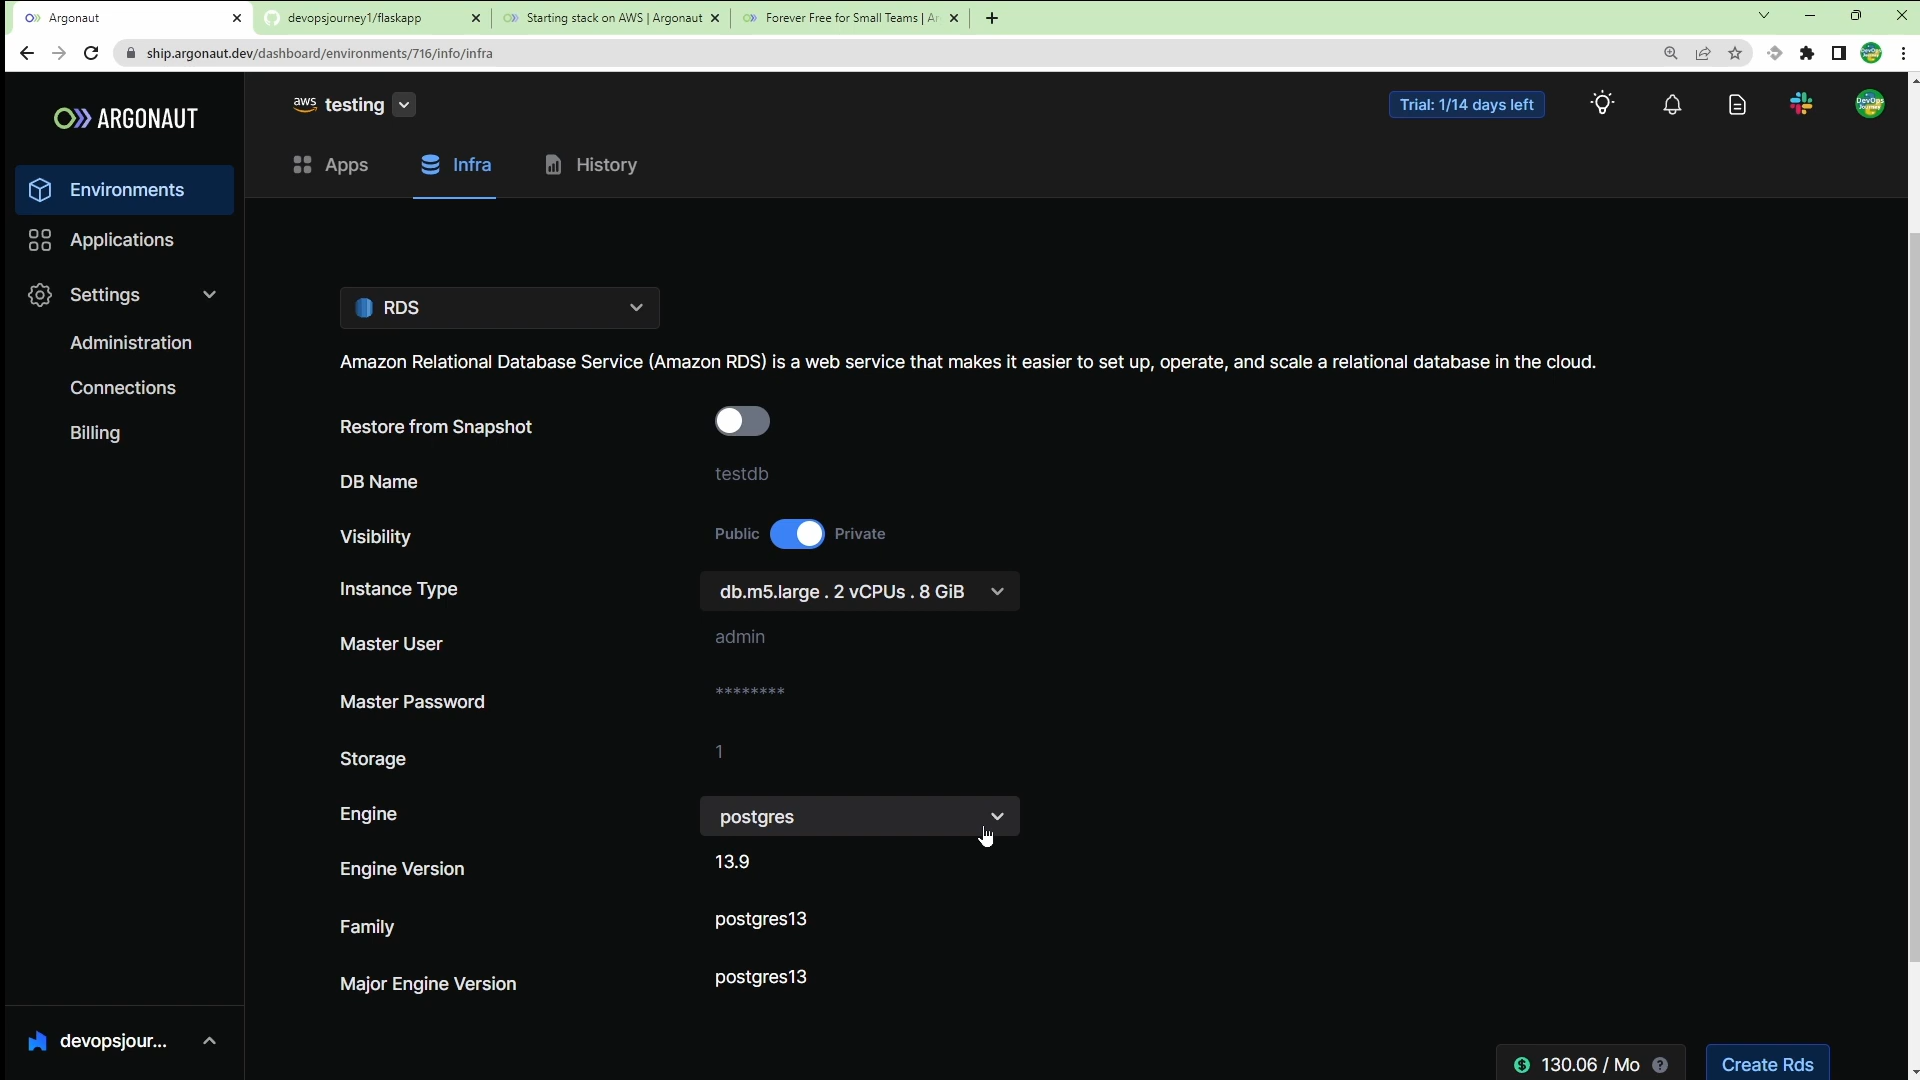 Argonaut
devopsjourney1/flaskapp
Starting stack on AWS | Argonaut
Forever Free for Small Teams | Ar
ship.argonaut.dev/dashboard/environments/716/info/infra
ARGONAUT
aws testing
Trial: 1/14 days left
DevOps Journey
Apps
Infra
History
Environments
Applications
Settings
Administration
Connections
Billing
RDS
Amazon Relational Database Service (Amazon RDS) is a web service that makes it easier to set up, operate, and scale a relational database in the cloud.
Restore from Snapshot
DB Name testdb
Visibility Public Private
Instance Type db.m5.large . 2 vCPUs . 8 GiB
Master User admin
Master Password ********
Storage 1
Engine postgres
Engine Version 13.9
Family postgres13
Major Engine Version postgres13
devopsjour...
$ 130.06 / Mo ?
Create Rds